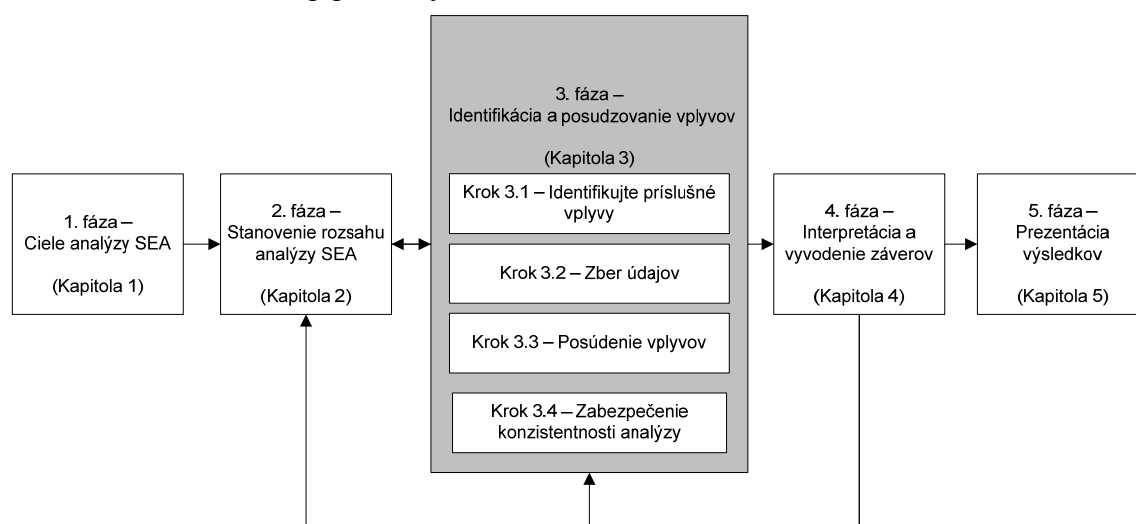 1. fáza –
Ciele analýzy SEA
(Kapitola 1)
2. fáza –
Stanovenie rozsahu
analýzy SEA
(Kapitola 2)
3. fáza –
Identifikácia a posudzovanie vplyvov
(Kapitola 3)
Krok 3.1 – Identifikujte príslušné
vplyvy
Krok 3.2 – Zber údajov
Krok 3.3 – Posúdenie vplyvov
Krok 3.4 – Zabezpečenie
konzistentnosti analýzy
4. fáza –
Interpretácia a
vyvodenie záverov
(Kapitola 4)
5. fáza –
Prezentácia
výsledkov
(Kapitola 5)